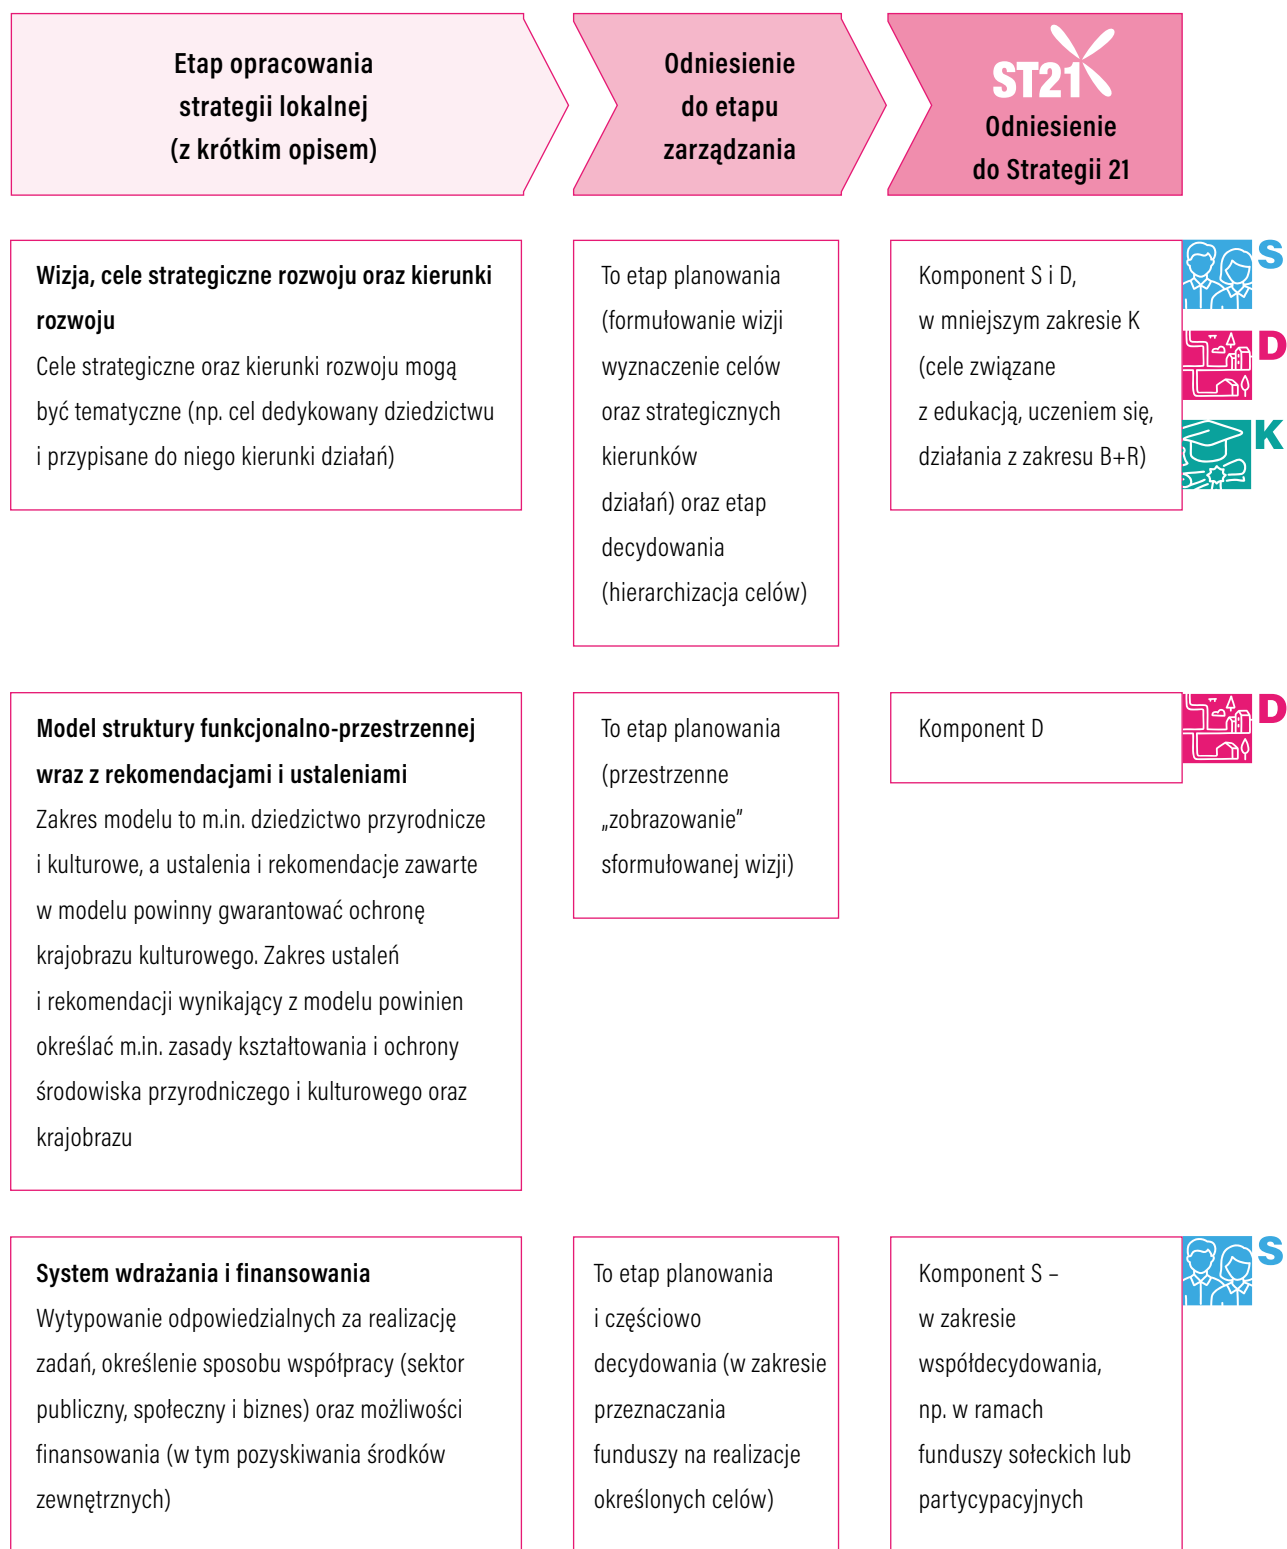 Etap opracowania
strategii lokalnej
(z krótkim opisem)
Odniesienie
do etapu
zarządzania
ST21
Odniesienie
do Strategii 21
Wizja, cele strategiczne rozwoju oraz kierunki
rozwoju
Cele strategiczne oraz kierunki rozwoju mogą
być tematyczne (np. cel dedykowany dziedzictwu
i przypisane do niego kierunki działań)
To etap planowania
(formułowanie wizji
wyznaczenie celów
oraz strategicznych
kierunków
działań) oraz etap
decydowania
(hierarchizacja celów)
Komponent S i D,
w mniejszym zakresie K
(cele związane
z edukacją, uczeniem się,
działania z zakresu B+R)
S
D
K
Model struktury funkcjonalno-przestrzennej
wraz z rekomendacjami i ustaleniami
Zakres modelu to m.in. dziedzictwo przyrodnicze
i kulturowe, a ustalenia i rekomendacje zawarte
w modelu powinny gwarantować ochronę
krajobrazu kulturowego. Zakres ustaleń
i rekomendacji wynikający z modelu powinien
określać m.in. zasady kształtowania i ochrony
środowiska przyrodniczego i kulturowego oraz
krajobrazu
To etap planowania
(przestrzenne
„zobrazowanie”
sformułowanej wizji)
Komponent D
D
System wdrażania i finansowania
Wytypowanie odpowiedzialnych za realizację
zadań, określenie sposobu współpracy (sektor
publiczny, społeczny i biznes) oraz możliwości
finansowania (w tym pozyskiwania środków
zewnętrznych)
To etap planowania
i częściowo
decydowania (w zakresie
przeznaczania
funduszy na realizacje
określonych celów)
Komponent S –
w zakresie
współdecydowania,
np. w ramach
funduszy sołeckich lub
partycypacyjnych
S